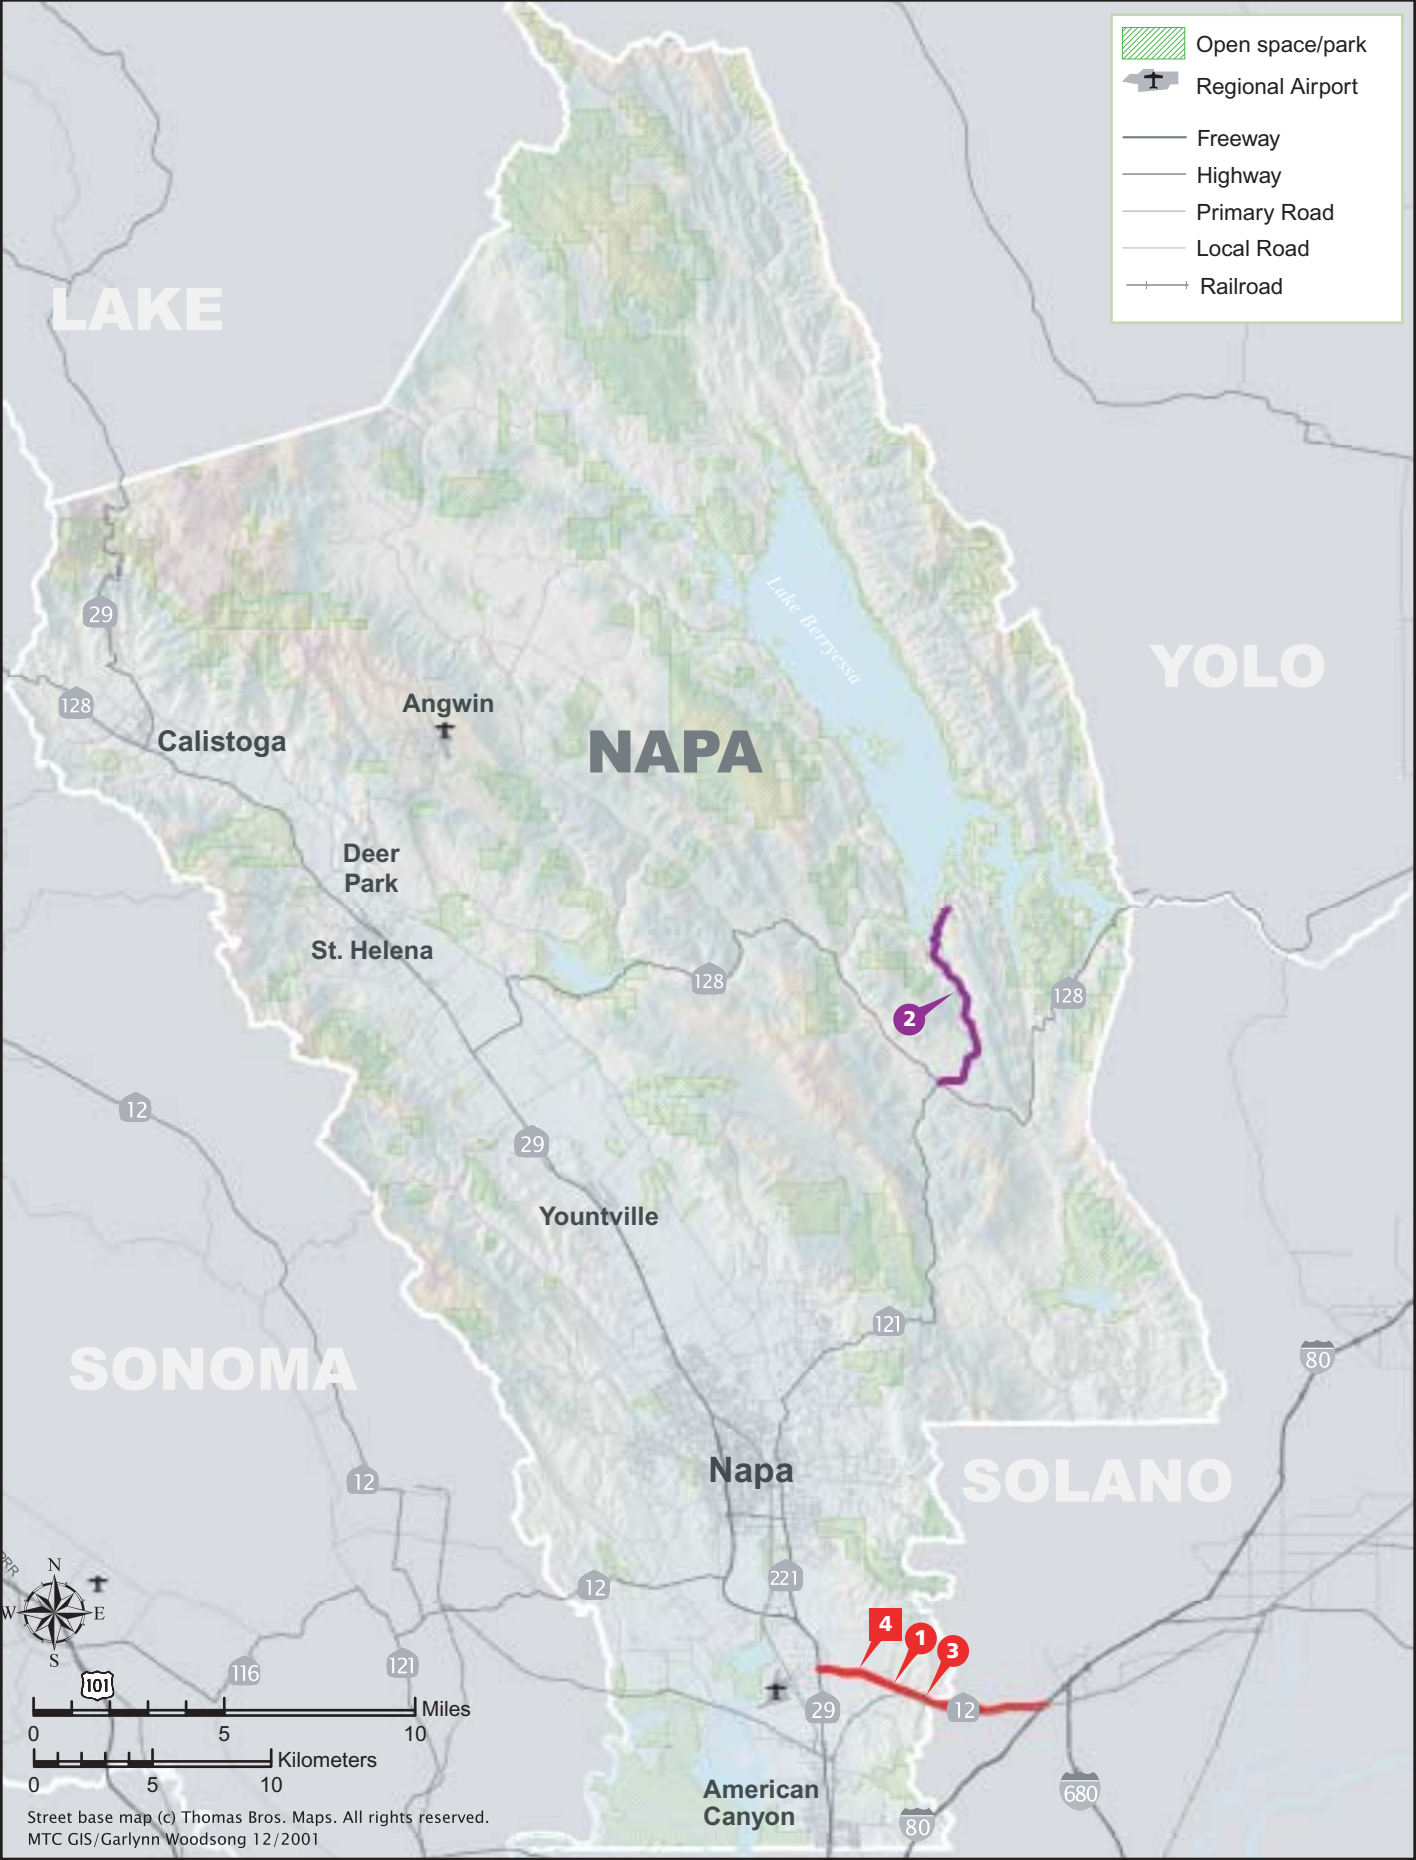 Open space/park
Regional Airport
Freeway
Highway
Primary Road
Local Road
Railroad
LAKE
Lake Berryessa
29
YOLO
128
Angwin
Calistoga
NAPA
Deer
Park
St. Helena
128
128
2
12
29
Yountville
121
80
SONOMA
Napa
SOLANO
12
N
W
E
S
12
221
4
1
3
116
121
101
29
12
Miles
0
5
10
Kilometers
0
5
10
American
Canyon
680
80
Street base map (c) Thomas Bros. Maps. All rights reserved.
MTC GIS/Garlynn Woodsong 12/2001